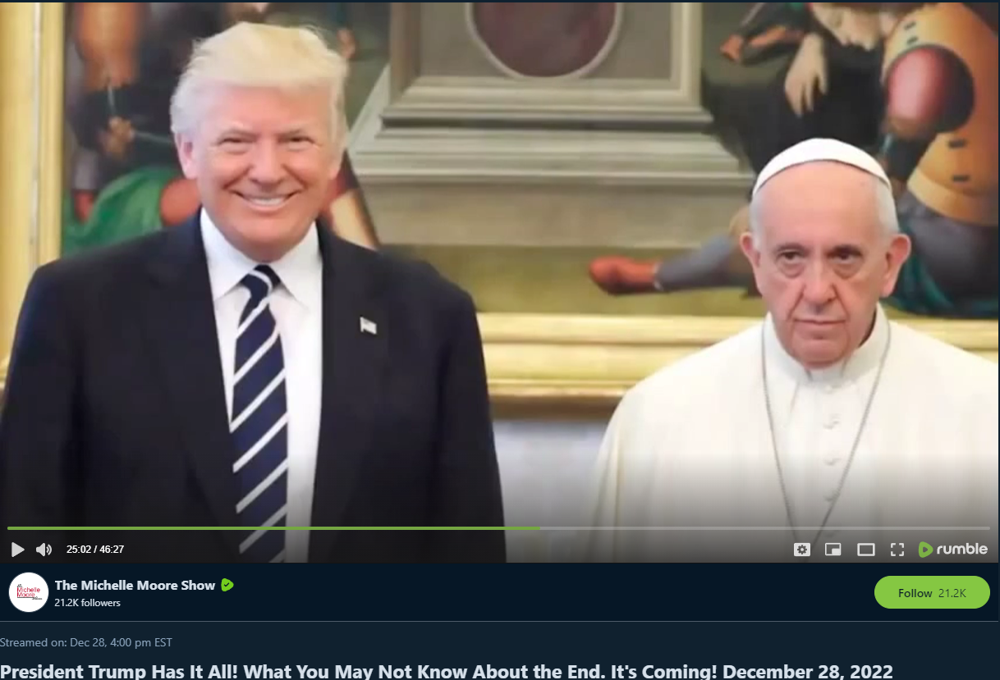 25:02 / 46:27
rumble
The Michelle Moore Show
21.2K followers
Follow 21.2K
Streamed on: Dec 28, 4:00 pm EST
President Trump Has It All! What You May Not Know About the End. It's Coming! December 28, 2022
Michelle
Moore